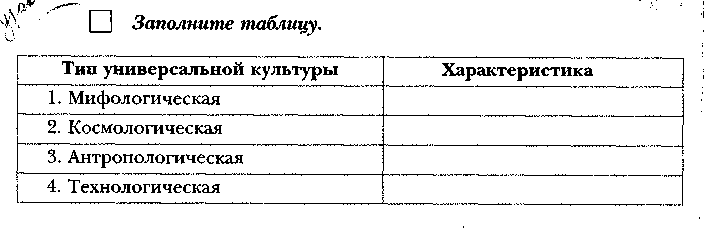 Заполните таблицу.
Тип универсальной культуры Характеристика
1. Мифологическая
2. Космологическая
3. Антропологическая
4. Технологическая